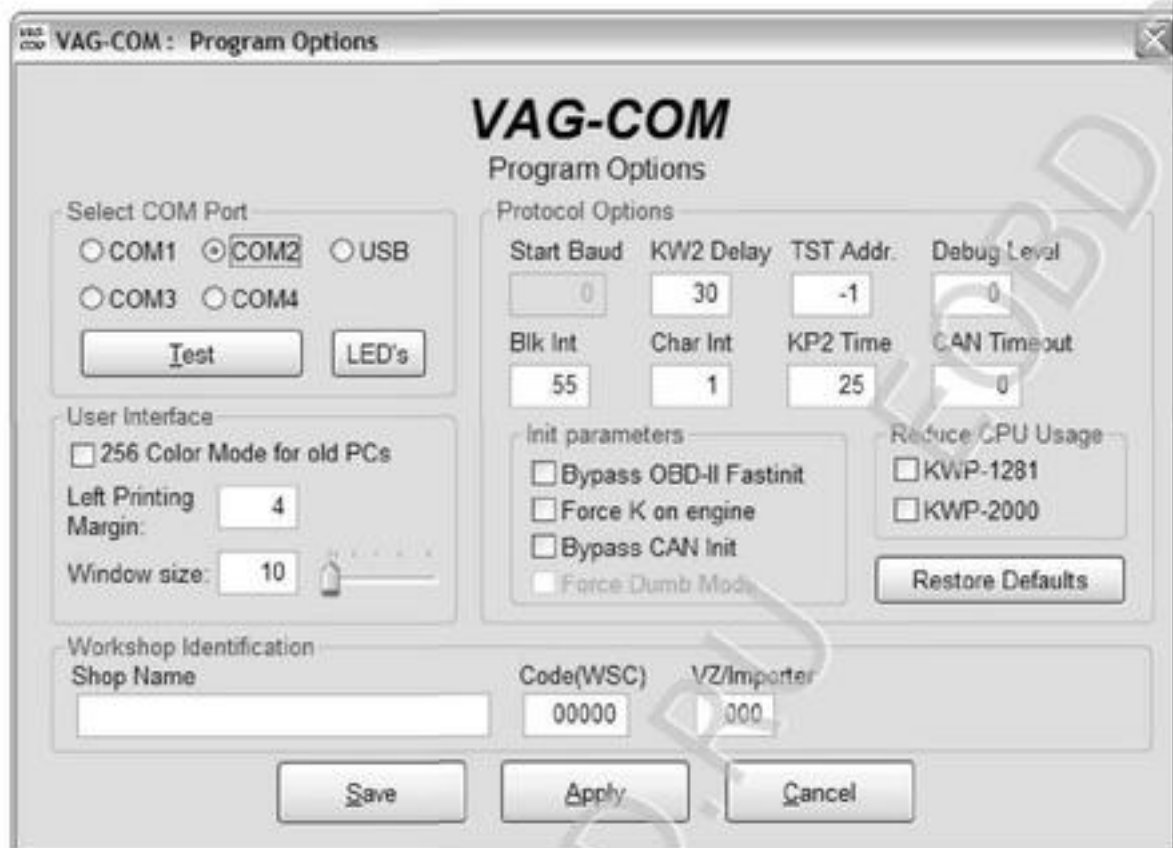 VAG-COM : Program Options
VAG-COM
Program Options
Select COM Port
COM1 COM2 USB
COM3 COM4
Test LED's
User Interface
256 Color Mode for old PCs
Left Printing
Margin: 4
Window size: 10
Protocol Options
Start Baud KW2 Delay TST Addr. Debug Level
0 30 -1 0
Blk Int Char Int KP2 Time CAN Timeout
55 1 25 0
Init parameters
Bypass OBD-II Fastinit
Force K on engine
Bypass CAN Init
Force Dumb Mode
Reduce CPU Usage
KWP-1281
KWP-2000
Restore Defaults
Workshop Identification
Shop Name Code(WSC) VZ/Importer
00000 000
Save Apply Cancel
D.RU EOBD